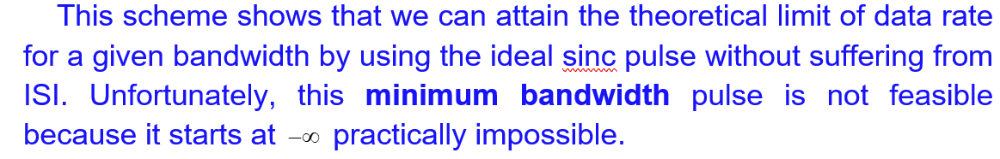 This scheme shows that we can attain the theoretical limit of data rate
for a given bandwidth by using the ideal sinc pulse without suffering from
ISI. Unfortunately, this minimum bandwidth pulse is not feasible
because it starts at −∞ practically impossible.